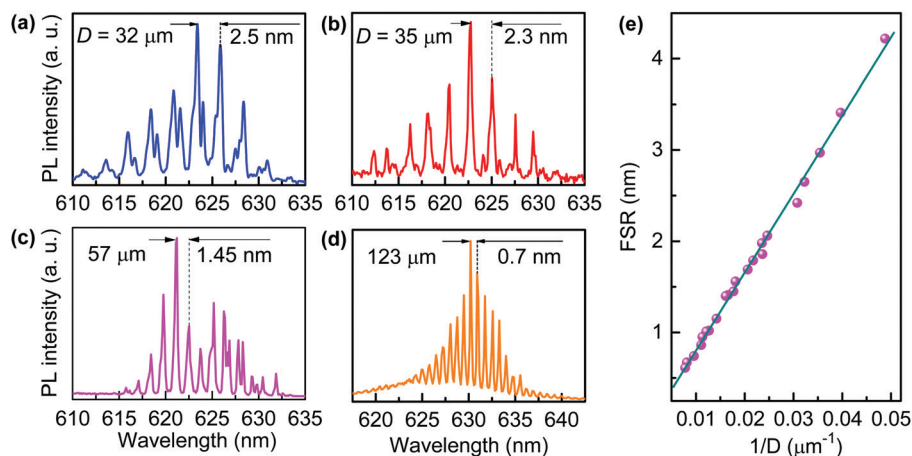 (a)
D = 32 μm
2.5 nm
PL intensity (a. u.)
610 615 620 625 630 635
(b)
D = 35 μm
2.3 nm
610 615 620 625 630 635
(c)
57 μm
1.45 nm
PL intensity (a. u.)
610 615 620 625 630 635
Wavelength (nm)
(d)
123 μm
0.7 nm
620 625 630 635 640
Wavelength (nm)
(e)
FSR (nm)
4
3
2
1
0.01 0.02 0.03 0.04 0.05
1/D (μm⁻¹)